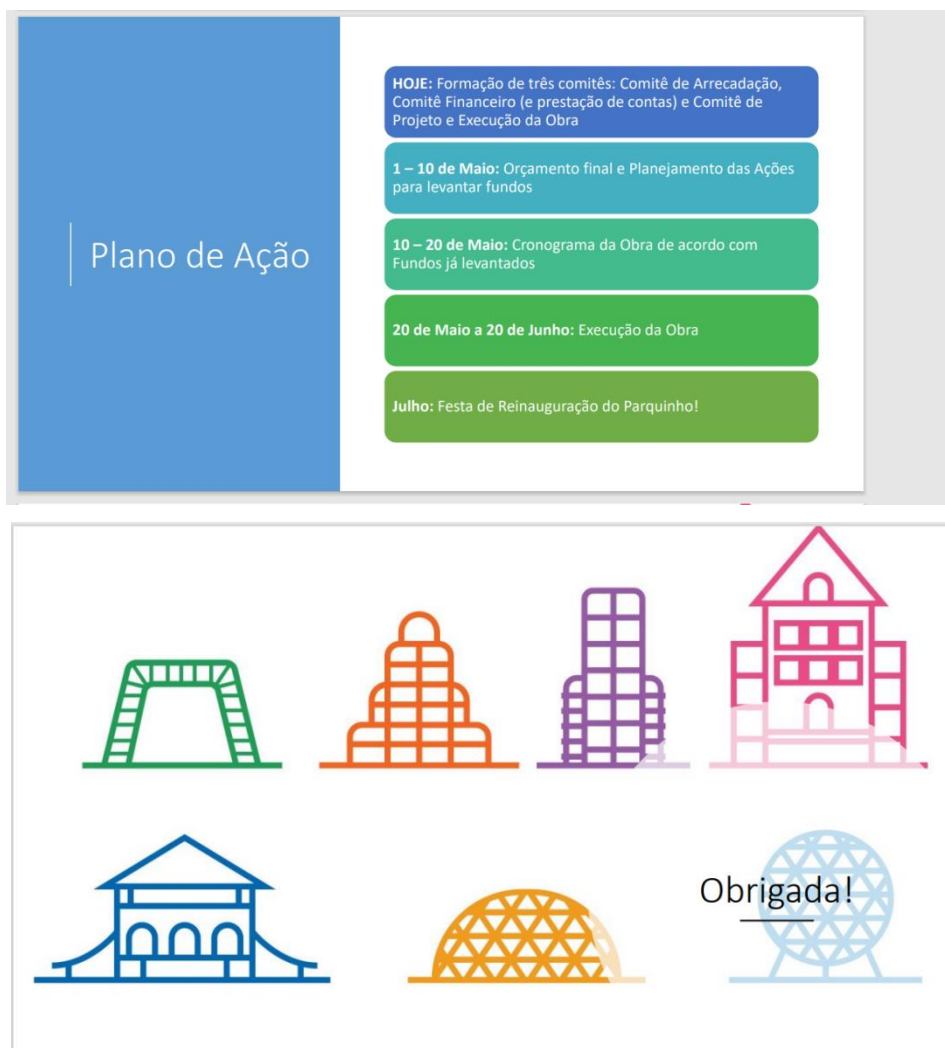 Plano de Ação
HOJE: Formação de três comitês: Comitê de Arrecadação,
Comitê Financeiro (e prestação de contas) e Comitê de
Projeto e Execução da Obra
1 – 10 de Maio: Orçamento final e Planejamento das Ações
para levantar fundos
10 – 20 de Maio: Cronograma da Obra de acordo com
Fundos já levantados
20 de Maio a 20 de Junho: Execução da Obra
Julho: Festa de Reinauguração do Parquinho!
Obrigada!